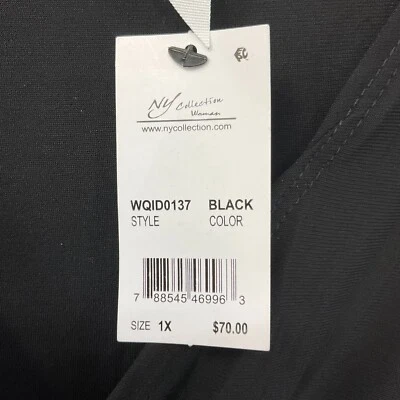 NY Collection
Woman
www.nycollection.com
WQID0137 BLACK
STYLE COLOR
7 88545 46996 3
SIZE 1X $70.00